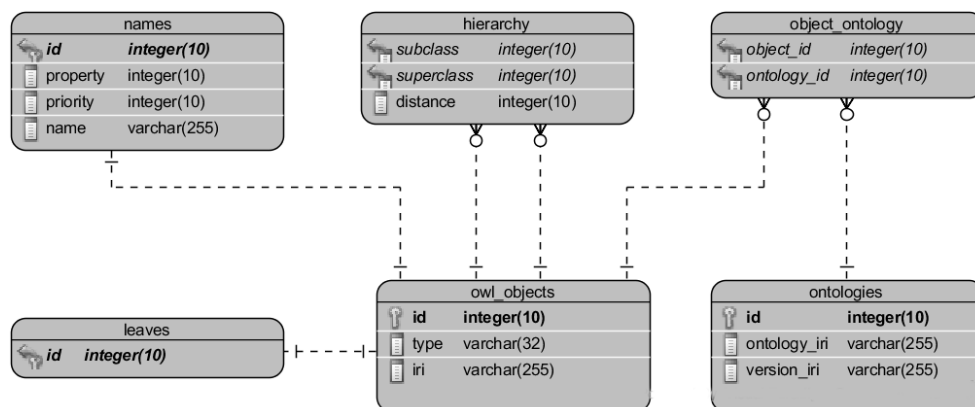 names
id integer(10)
property integer(10)
priority integer(10)
name varchar(255)
hierarchy
subclass integer(10)
superclass integer(10)
distance integer(10)
object_ontology
object_id integer(10)
ontology_id integer(10)
leaves
id integer(10)
owl_objects
id integer(10)
type varchar(32)
iri varchar(255)
ontologies
id integer(10)
ontology_iri varchar(255)
version_iri varchar(255)